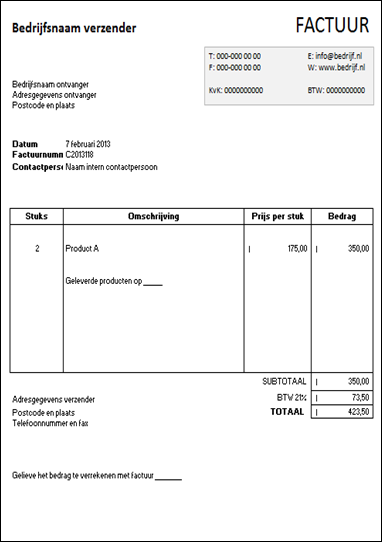 Bedrijfsnaam verzender FACTUUR
T: 000-000 00 00 E: info@bedrijf.nl
F: 000-000 00 00 W: www.bedrijf.nl
KvK: 0000000000 BTW: 0000000000
Bedrijfsnaam ontvanger
Adresgegevens ontvanger
Postcode en plaats
Datum 7 februari 2013
Factuurnumm C2013118
Contactpers Naam intern contactpersoon
Stuks Omschrijving Prijs per stuk Bedrag
2 Product A 175,00 350,00
Geleverde producten op _____
SUBTOTAAL 350,00
BTW 21% 73,50
Adresgegevens verzender
Postcode en plaats TOTAAL 423,50
Telefoonnummer en fax
Gelieve het bedrag te verrekenen met factuur ______